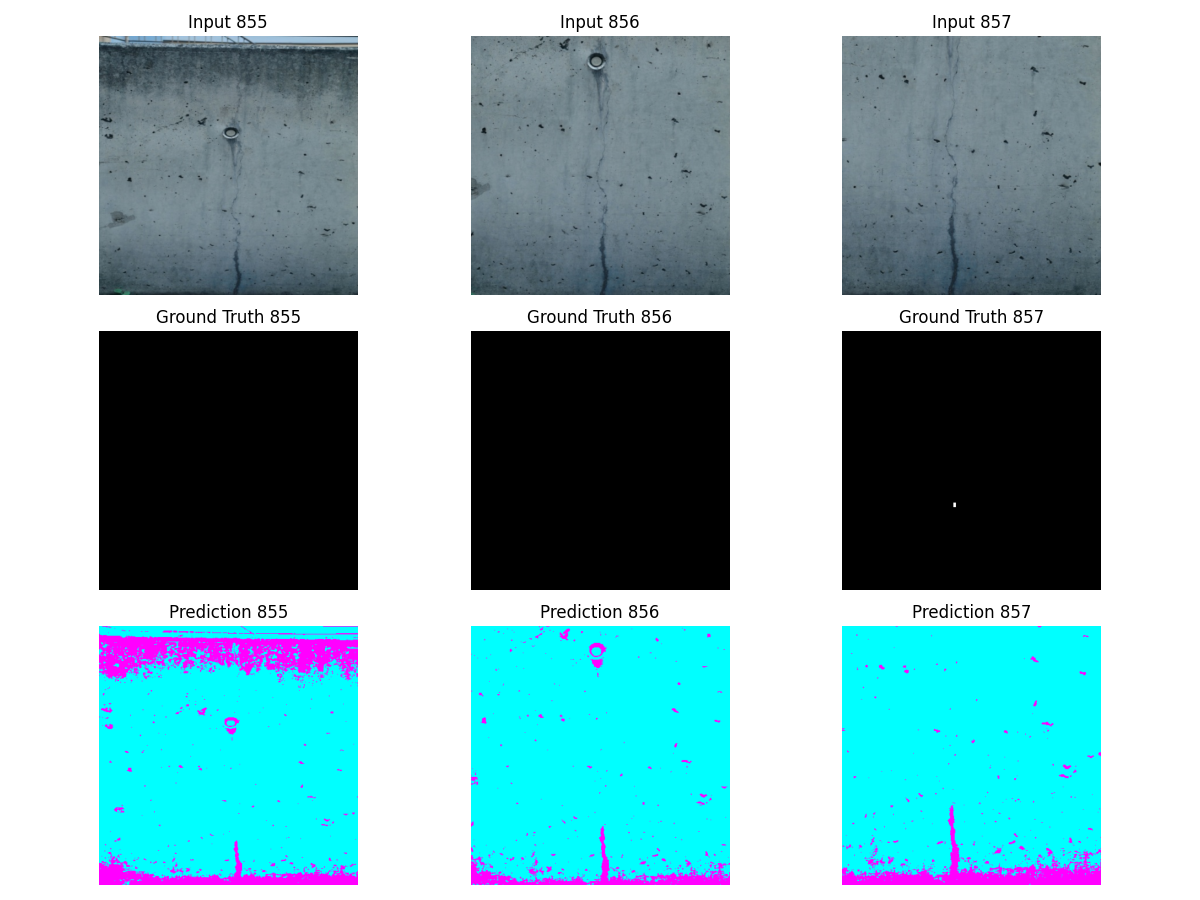 Input 855
Input 856
Input 857
Ground Truth 855
Ground Truth 856
Ground Truth 857
Prediction 855
Prediction 856
Prediction 857